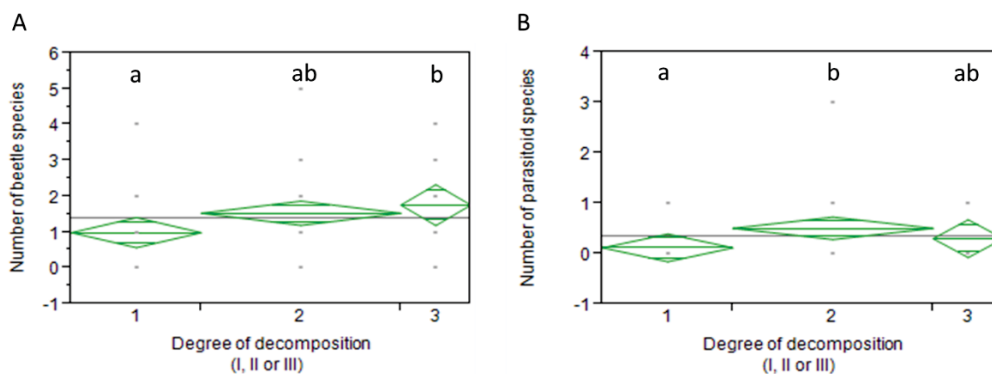 A
Number of beetle species
6
5
4
3
2
1
0
-1
a
ab
b
1
2
3
Degree of decomposition
(I, II or III)
B
Number of parasitoid species
4
3
2
1
0
-1
a
b
ab
1
2
3
Degree of decomposition
(I, II or III)